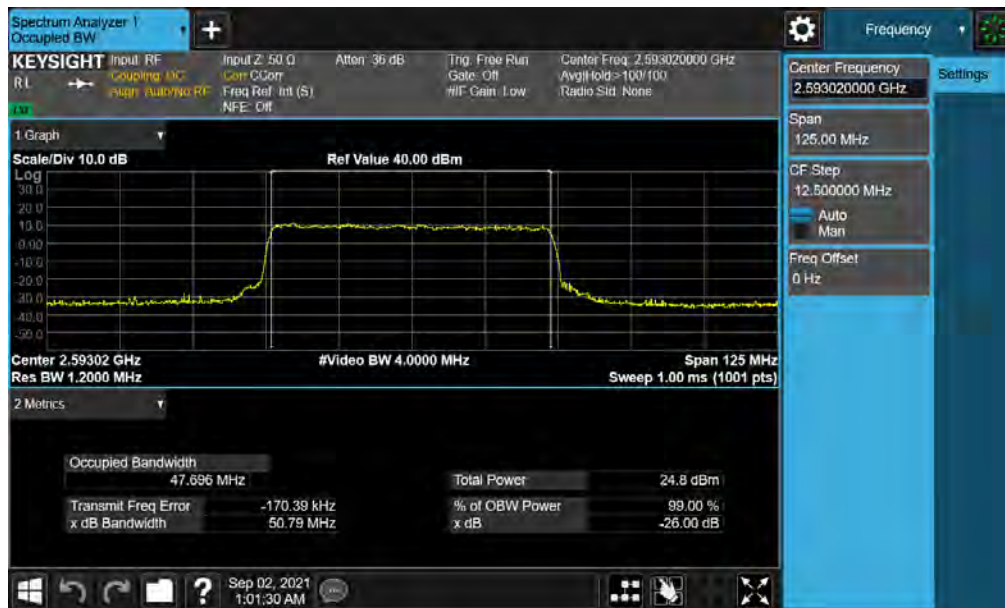 Spectrum Analyzer 1
Occupied BW
+
Frequency
KEYSIGHT
Input: RF
Input Z: 50 Ω
Atten: 36 dB
Trig: Free Run
Center Freq: 2.593020000 GHz
RL
Coupling: DC
Corr CCorr
Gate: Off
Avg|Hold:>100/100
Align: Auto/No RF
Freq Ref: Int (S)
#IF Gain: Low
Radio Std: None
NFE: Off
Center Frequency
2.593020000 GHz
Settings
Span
125.00 MHz
CF Step
12.500000 MHz
Auto
Man
Freq Offset
0 Hz
1 Graph
Scale/Div 10.0 dB
Ref Value 40.00 dBm
Log
30.0
20.0
10.0
0.00
-10.0
-20.0
-30.0
-40.0
-50.0
Center 2.59302 GHz
#Video BW 4.0000 MHz
Span 125 MHz
Res BW 1.2000 MHz
Sweep 1.00 ms (1001 pts)
2 Metrics
Occupied Bandwidth
47.696 MHz
Total Power
24.8 dBm
Transmit Freq Error
-170.39 kHz
% of OBW Power
99.00 %
x dB Bandwidth
50.79 MHz
x dB
-26.00 dB
?
Sep 02, 2021
1:01:30 AM